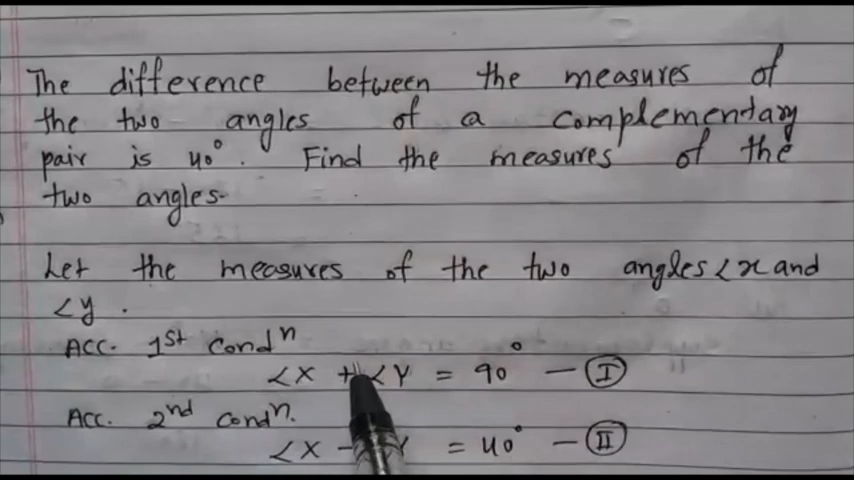 The difference between the measures of
the two angles of a complementary
pair is 40°. Find the measures of the
two angles.
Let the measures of the two angles ∠x and
∠y .
Acc. 1st condn
∠X + ∠Y = 90° — I
Acc. 2nd condn.
∠X - Y = 40° — II